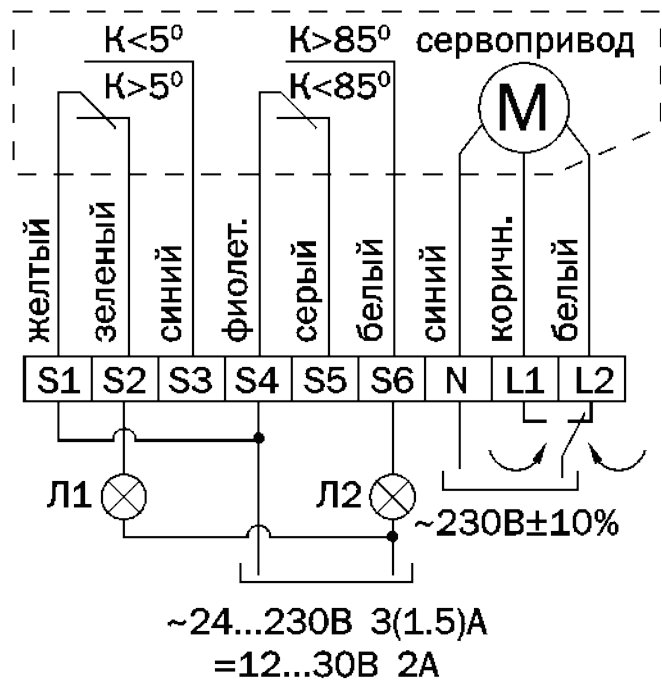 К<5⁰ К>85⁰ сервопривод
К>5⁰ К<85⁰ М
желтый зеленый синий фиолет. серый белый синий коричн. белый
S1 S2 S3 S4 S5 S6 N L1 L2
Л1 Л2
~230В±10%
~24...230В 3(1.5)А
=12...30В 2А